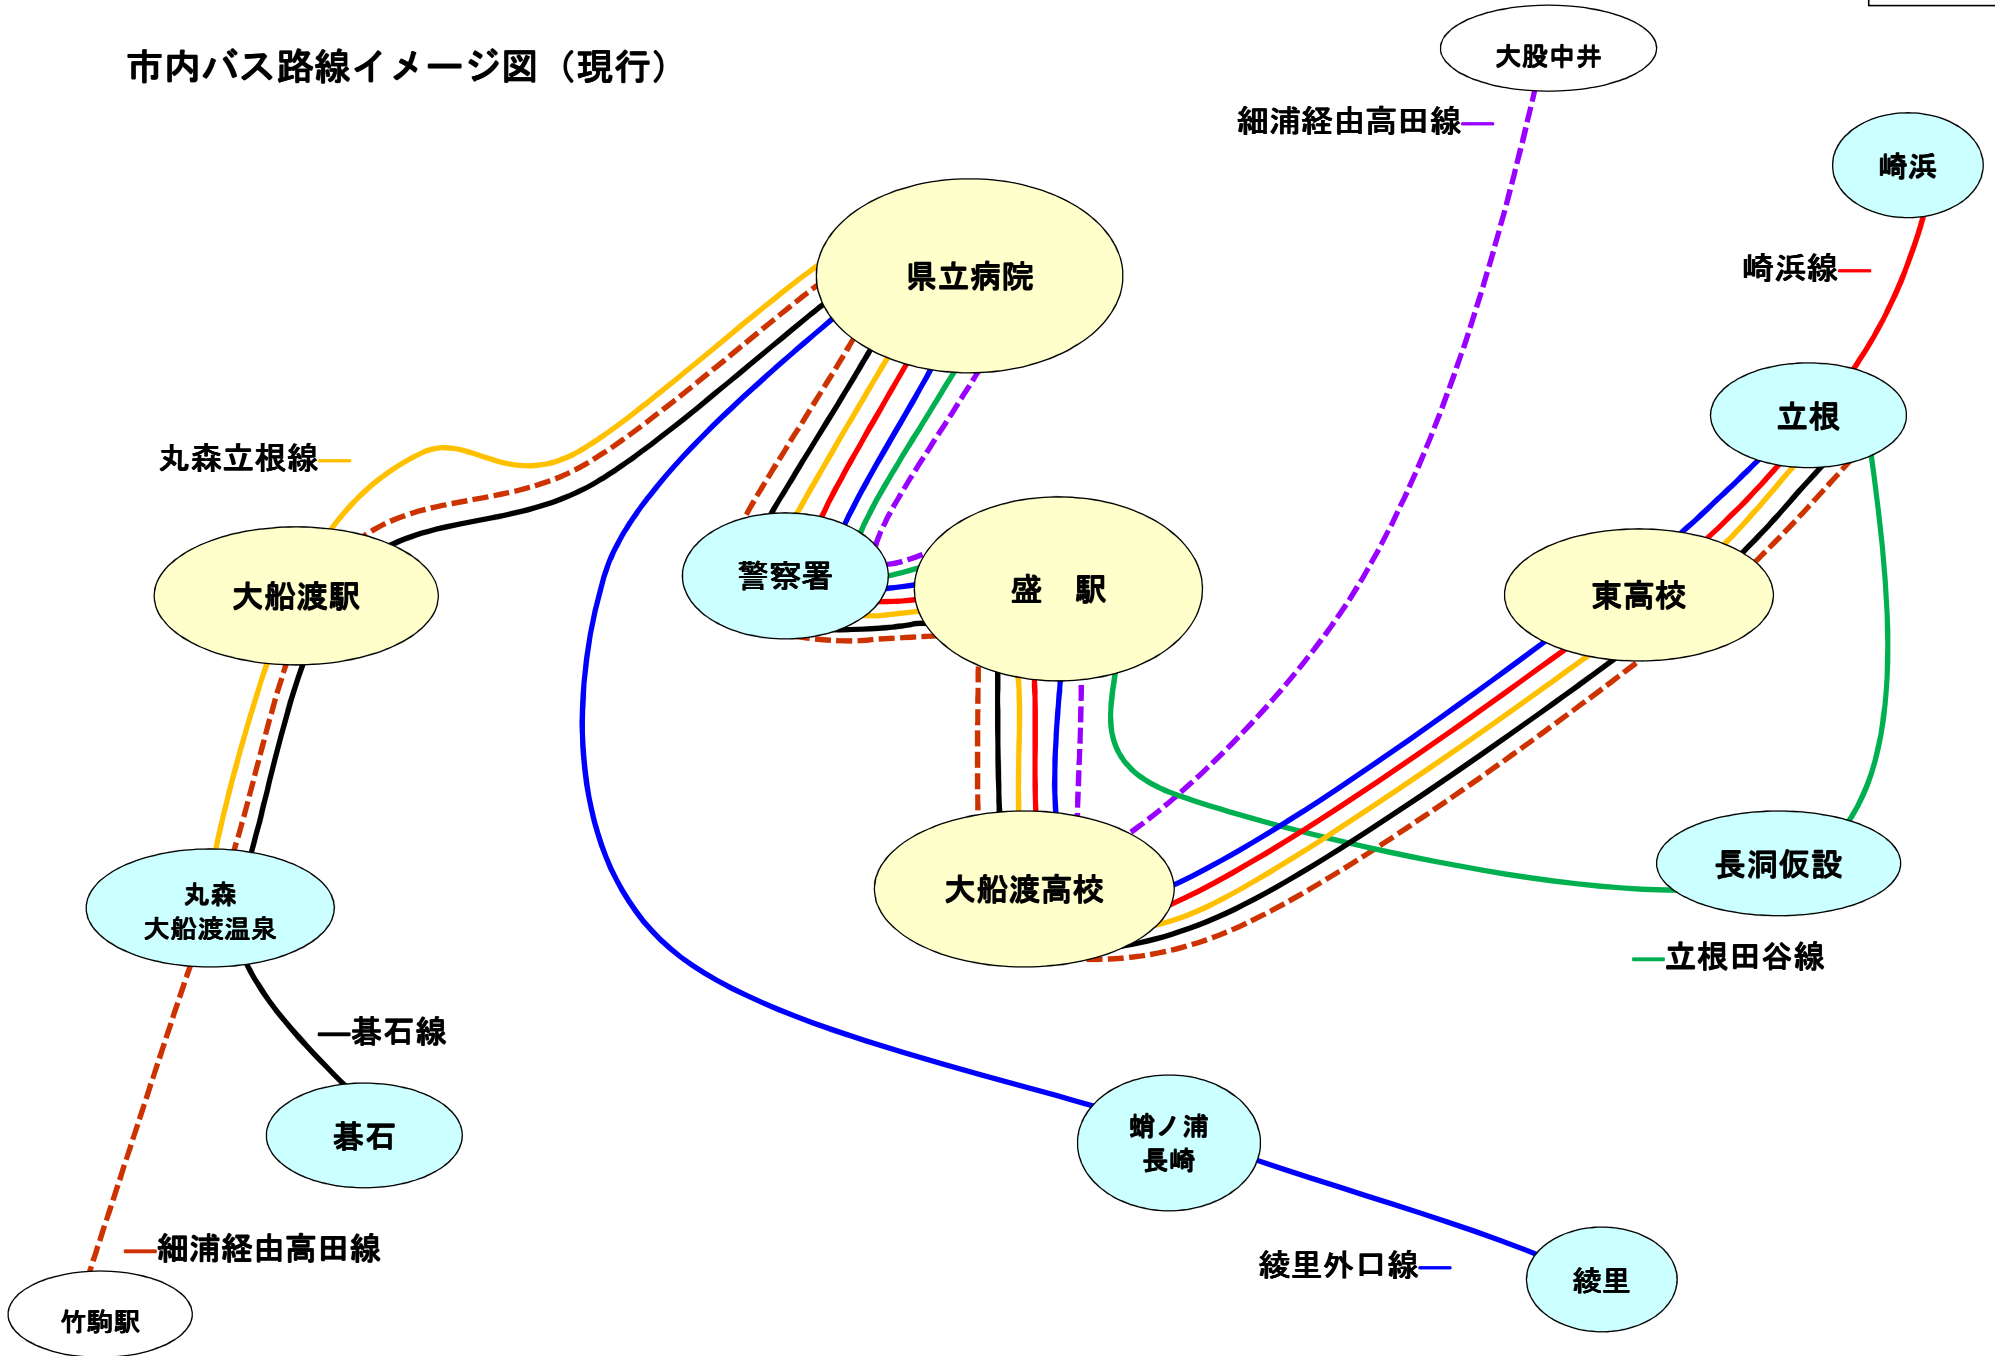 市内バス路線イメージ図（現行）
大股中井
細浦経由高田線
崎浜
崎浜線
県立病院
立根
丸森立根線
大船渡駅
警察署
盛　駅
東高校
丸森
大船渡温泉
大船渡高校
長洞仮設
立根田谷線
碁石線
碁石
蛸ノ浦
長崎
細浦経由高田線
綾里外口線
綾里
竹駒駅